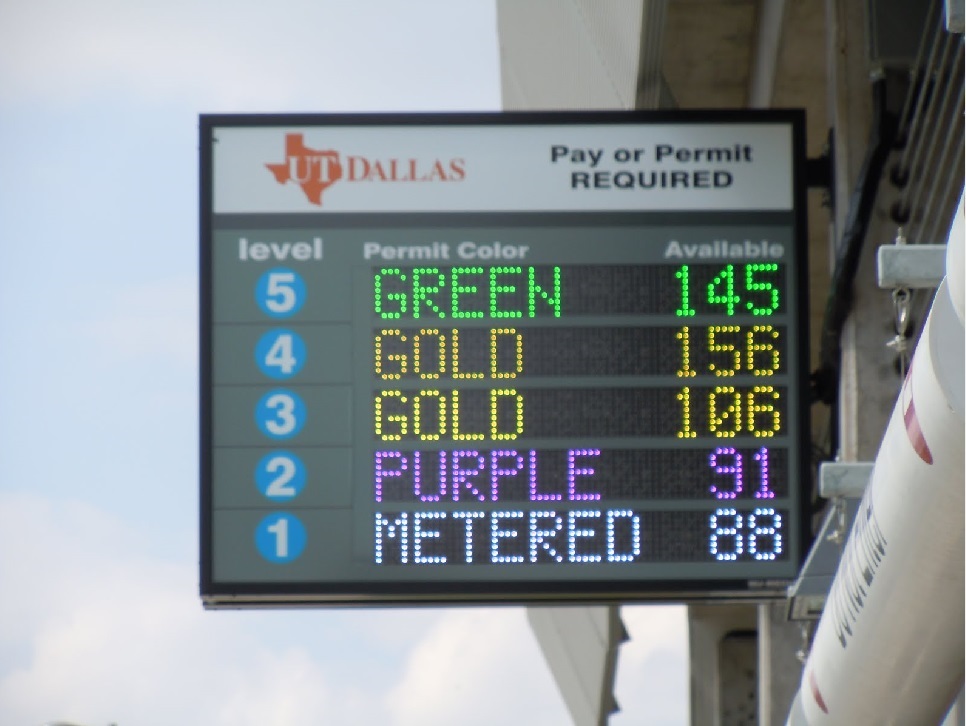 UT DALLAS
Pay or Permit
REQUIRED
level Permit Color Available
5 GREEN 145
4 GOLD 156
3 GOLD 106
2 PURPLE 91
1 METERED 88